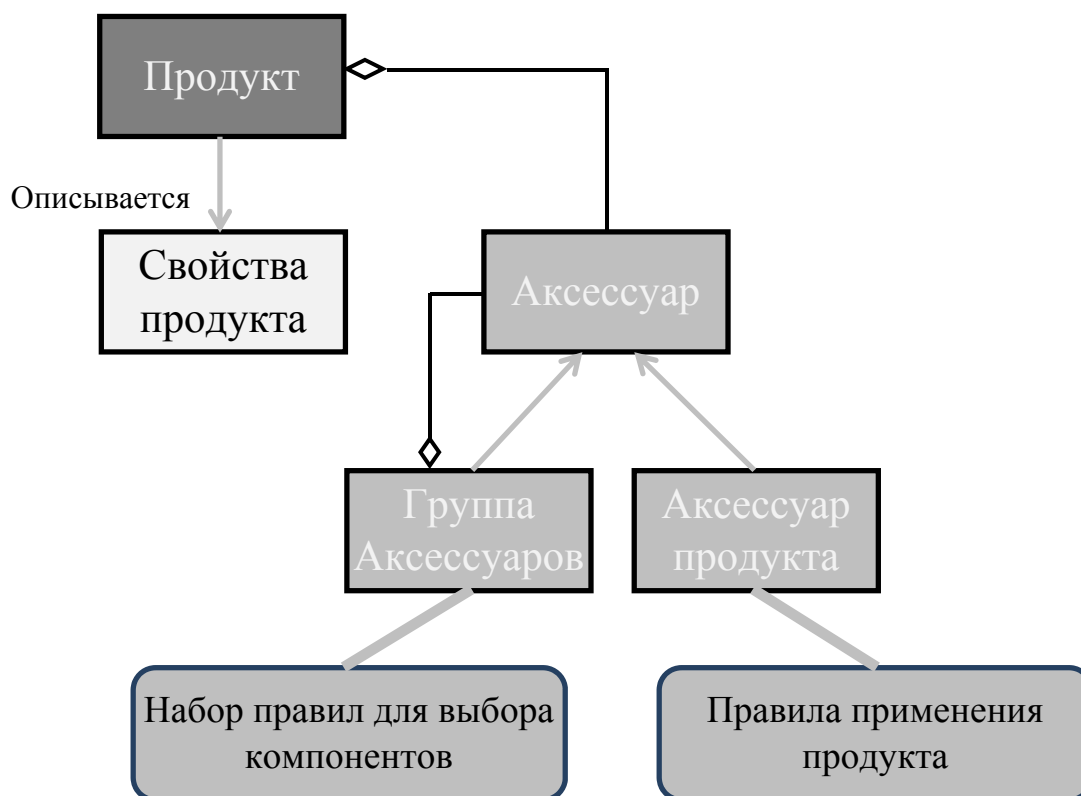 Продукт
Описывается
Свойства
продукта
Аксессуар
Группа
Аксессуаров
Аксессуар
продукта
Набор правил для выбора
компонентов
Правила применения
продукта